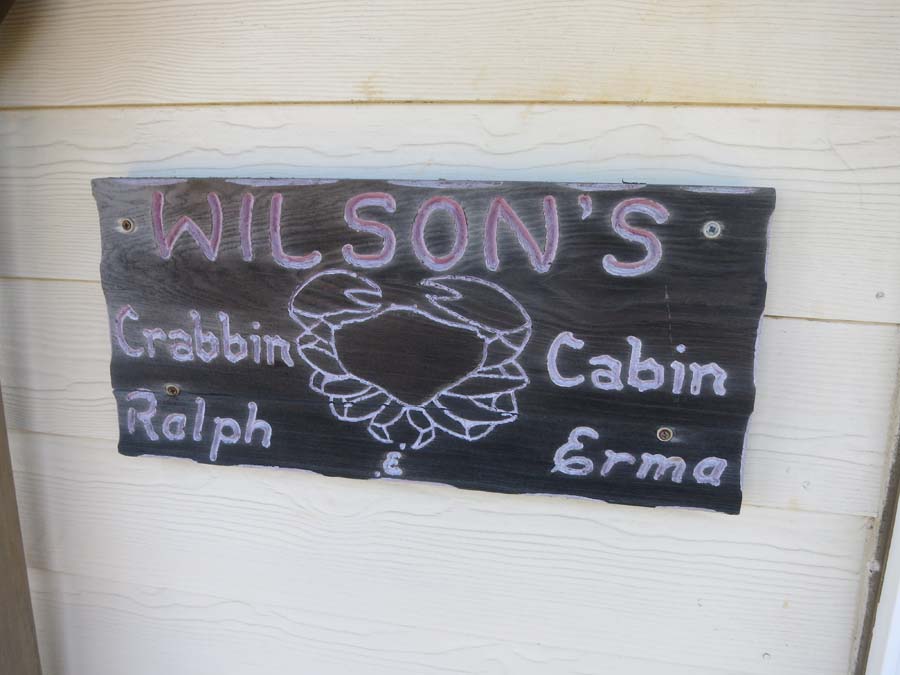 WILSON'S
Crabbin Cabin
Ralph & Erma